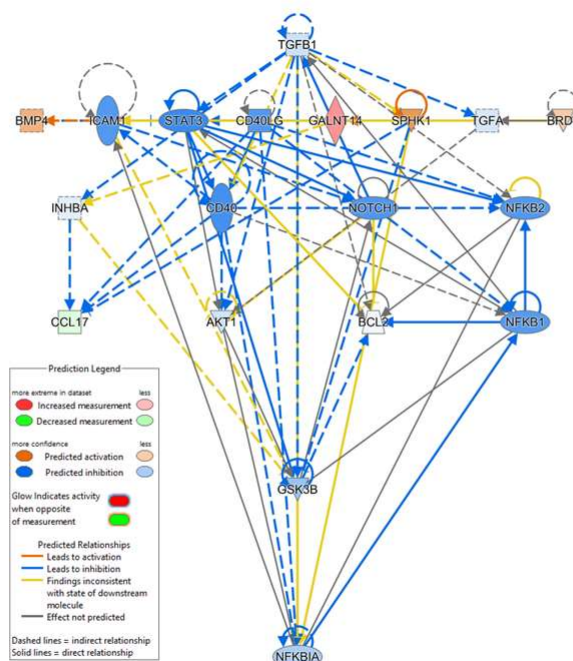 TGFB1
BMP4
ICAM1
STAT3
CD40LG
GALNT14
SPHK1
TGFA
BRD
INHBA
CD40
NOTCH1
NFKB2
CCL17
AKT1
BCL2
NFKB1
GSK3B
NFKBIA
Prediction Legend
more extreme in dataset less
Increased measurement
Decreased measurement
more confidence less
Predicted activation
Predicted inhibition
Glow Indicates activity
when opposite
of measurement
Predicted Relationships
Leads to activation
Leads to inhibition
Findings inconsistent
with state of downstream
molecule
Effect not predicted
Dashed lines = indirect relationship
Solid lines = direct relationship